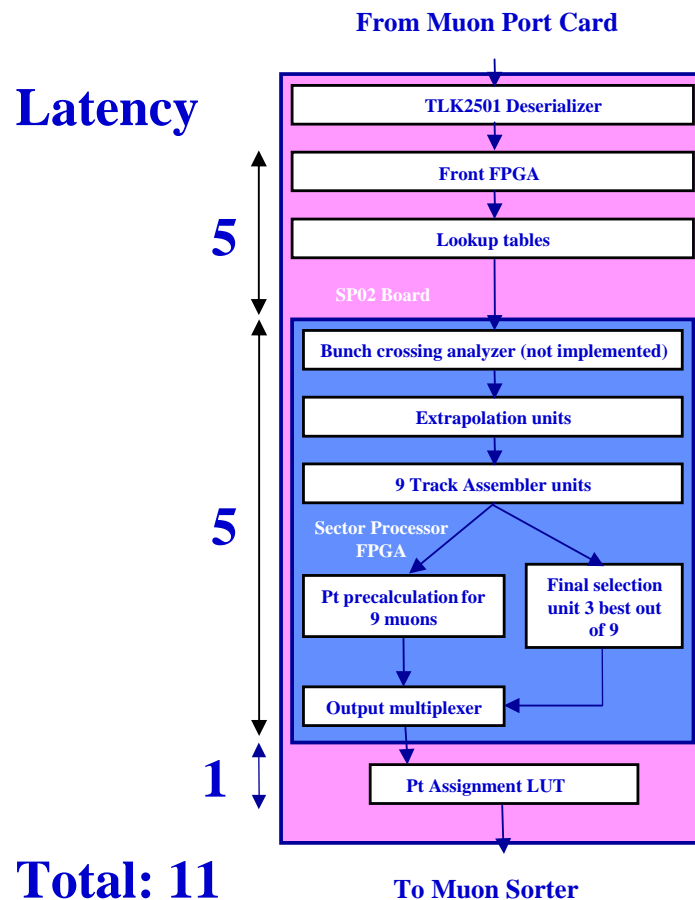 From Muon Port Card
Latency
TLK2501 Deserializer
Front FPGA
5
Lookup tables
SP02 Board
Bunch crossing analyzer (not implemented)
Extrapolation units
9 Track Assembler units
5
Sector Processor
FPGA
Pt precalculation for
9 muons
Final selection
unit 3 best out
of 9
Output multiplexer
1
Pt Assignment LUT
Total: 11
To Muon Sorter